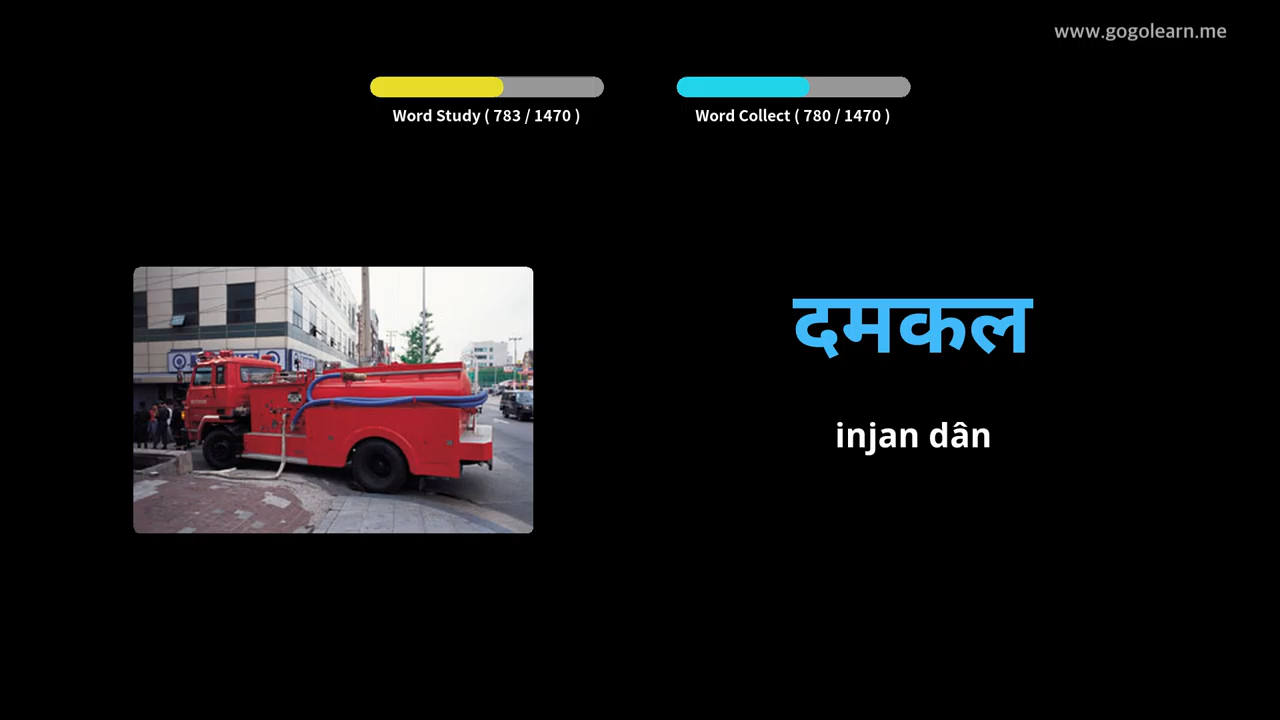 www.gogolearn.me
Word Study ( 783 / 1470 )
Word Collect ( 780 / 1470 )
दमकल
injan dân